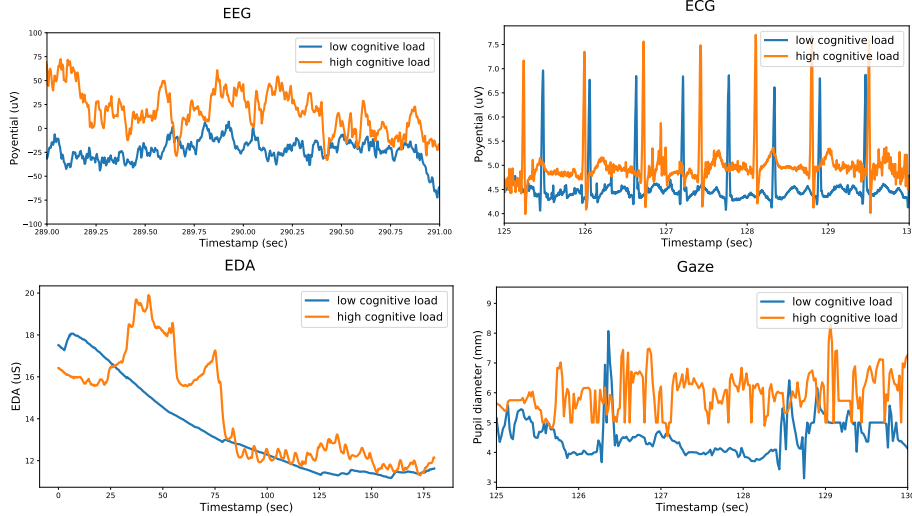 EEG
100
75
50
25
0
−25
−50
−75
−100
Poyential (uV)
low cognitive load
high cognitive load
289.00
289.25
289.50
289.75
290.00
290.25
290.50
290.75
291.00
Timestamp (sec)
ECG
7.5
7.0
6.5
6.0
5.5
5.0
4.5
4.0
Poyential (uV)
low cognitive load
high cognitive load
125
126
127
128
129
130
Timestamp (sec)
EDA
20
18
16
14
12
EDA (uS)
low cognitive load
high cognitive load
0
25
50
75
100
125
150
175
Timestamp (sec)
Gaze
9
8
7
6
5
4
3
Pupil diameter (mm)
low cognitive load
high cognitive load
125
126
127
128
129
130
Timestamp (sec)